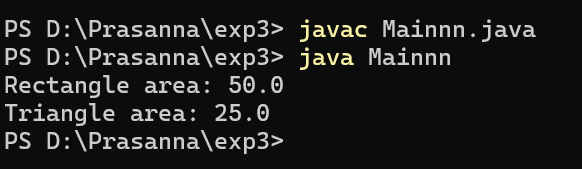 PS D:\Prasanna\exp3> javac Mainnn.java
PS D:\Prasanna\exp3> java Mainnn
Rectangle area: 50.0
Triangle area: 25.0
PS D:\Prasanna\exp3>